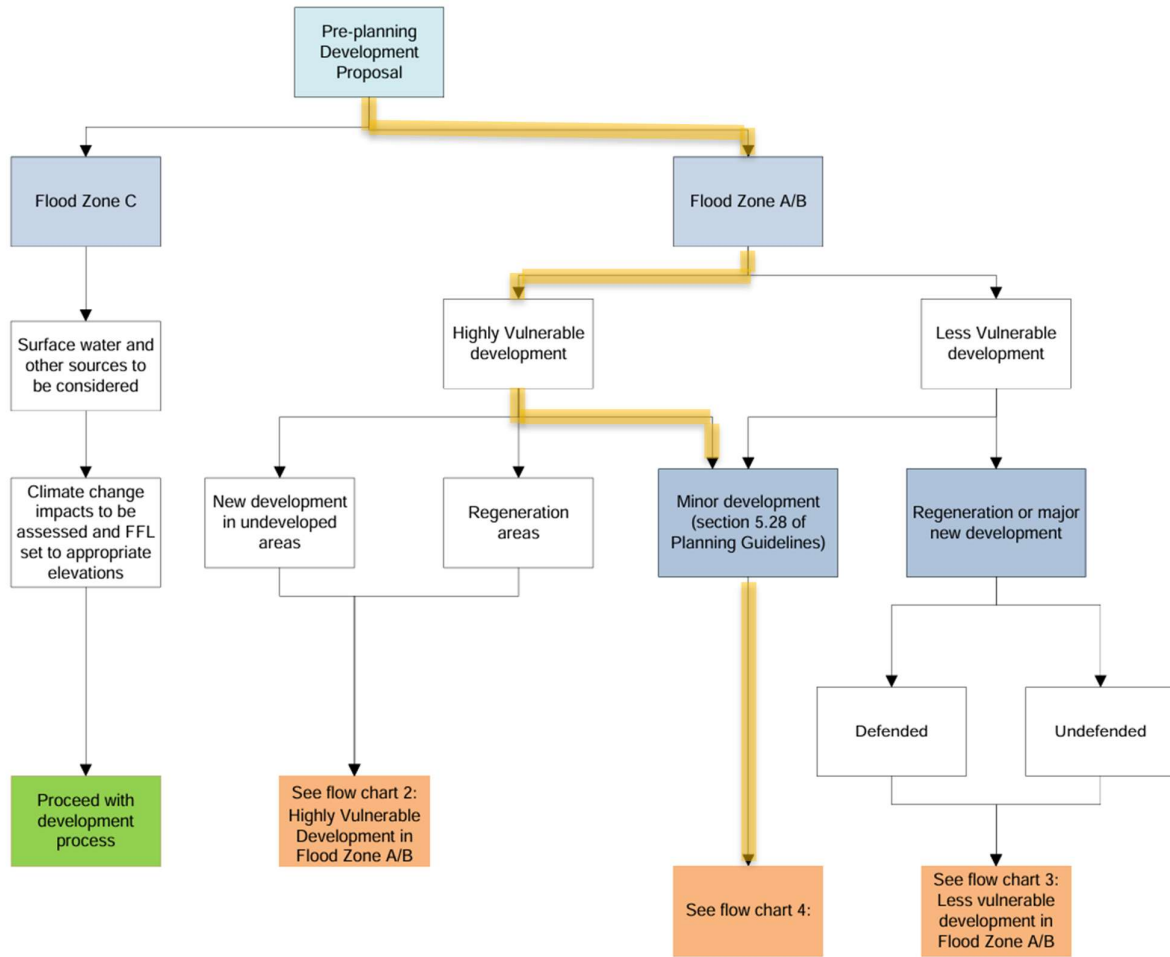 Pre-planning
Development
Proposal
Flood Zone C
Flood Zone A/B
Highly Vulnerable
development
Less Vulnerable
development
Surface water and
other sources to
be considered
Climate change
impacts to be
assessed and FFL
set to appropriate
elevations
New development
in undeveloped
areas
Regeneration
areas
Minor development
(section 5.28 of
Planning Guidelines)
Regeneration or major
new development
Defended
Undefended
Proceed with
development
process
See flow chart 2:
Highly Vulnerable
Development in
Flood Zone A/B
See flow chart 4:
See flow chart 3:
Less vulnerable
development in
Flood Zone A/B